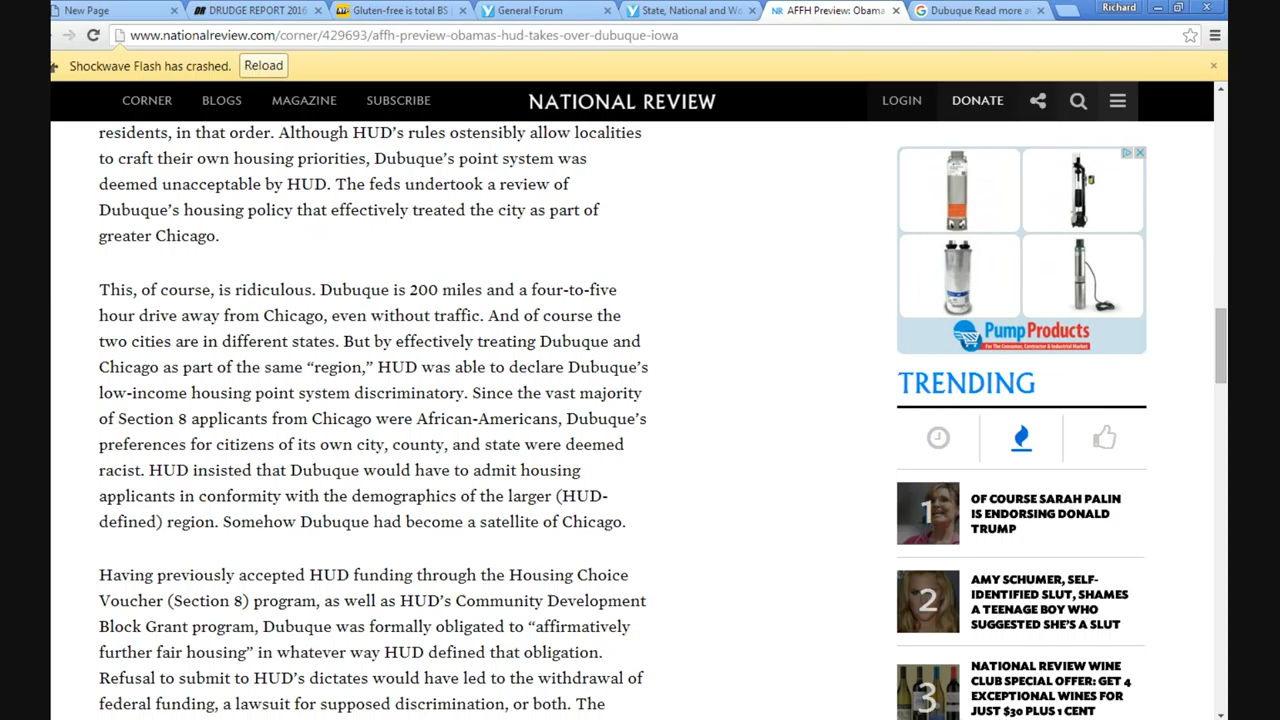 New Page
DRUDGE REPORT 2016
Gluten-free is total BS
General Forum
State, National and Wo
AFFH Preview: Obama
Dubuque Read more at
Richard
www.nationalreview.com/corner/429693/affh-preview-obamas-hud-takes-over-dubuque-iowa
Shockwave Flash has crashed. Reload
CORNER BLOGS MAGAZINE SUBSCRIBE NATIONAL REVIEW LOGIN DONATE
residents, in that order. Although HUD’s rules ostensibly allow localities
to craft their own housing priorities, Dubuque’s point system was
deemed unacceptable by HUD. The feds undertook a review of
Dubuque’s housing policy that effectively treated the city as part of
greater Chicago.
This, of course, is ridiculous. Dubuque is 200 miles and a four-to-five
hour drive away from Chicago, even without traffic. And of course the
two cities are in different states. But by effectively treating Dubuque and
Chicago as part of the same “region,” HUD was able to declare Dubuque’s
low-income housing point system discriminatory. Since the vast majority
of Section 8 applicants from Chicago were African-Americans, Dubuque’s
preferences for citizens of its own city, county, and state were deemed
racist. HUD insisted that Dubuque would have to admit housing
applicants in conformity with the demographics of the larger (HUD-
defined) region. Somehow Dubuque had become a satellite of Chicago.
Having previously accepted HUD funding through the Housing Choice
Voucher (Section 8) program, as well as HUD’s Community Development
Block Grant program, Dubuque was formally obligated to “affirmatively
further fair housing” in whatever way HUD defined that obligation.
Refusal to submit to HUD’s dictates would have led to the withdrawal of
federal funding, a lawsuit for supposed discrimination, or both. The
Pump Products
For The Consumer, Contractor & Industrial Market
TRENDING
1
OF COURSE SARAH PALIN
IS ENDORSING DONALD
TRUMP
2
AMY SCHUMER, SELF-
IDENTIFIED SLUT, SHAMES
A TEENAGE BOY WHO
SUGGESTED SHE’S A SLUT
3
NATIONAL REVIEW WINE
CLUB SPECIAL OFFER: GET 4
EXCEPTIONAL WINES FOR
JUST $30 PLUS 1 CENT